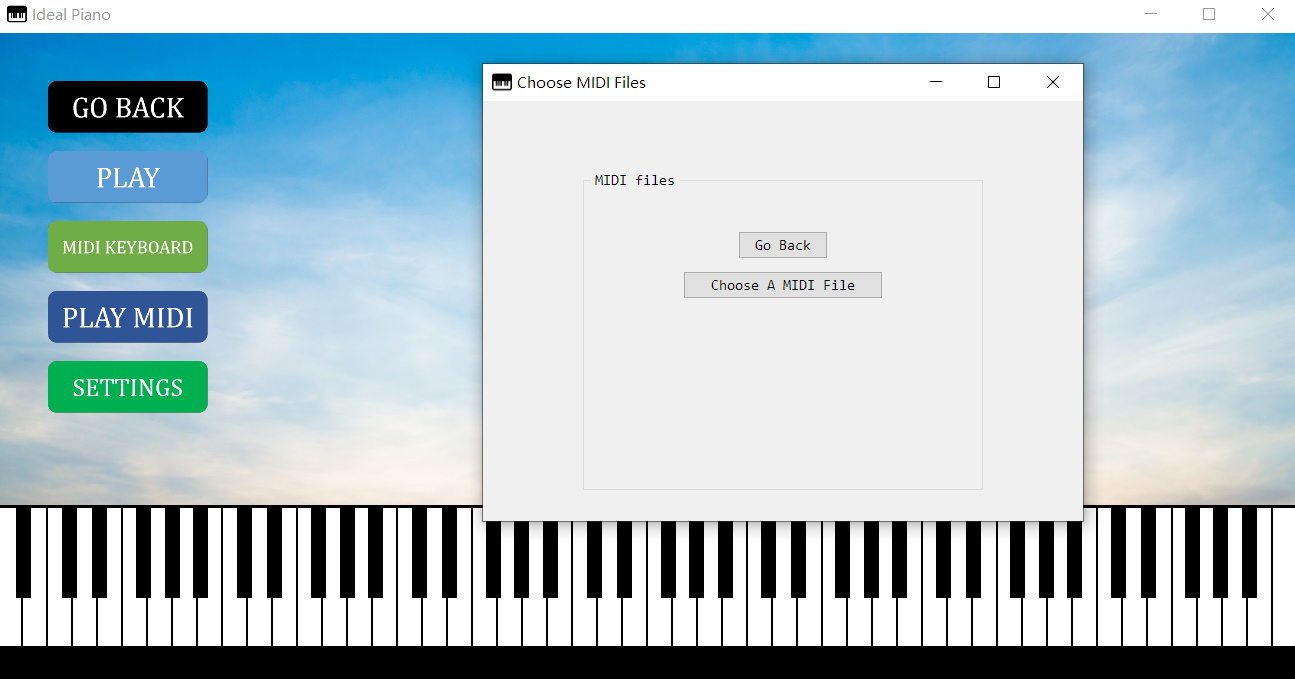 Ideal Piano
GO BACK
PLAY
MIDI KEYBOARD
PLAY MIDI
SETTINGS
Choose MIDI Files
MIDI files
Go Back
Choose A MIDI File